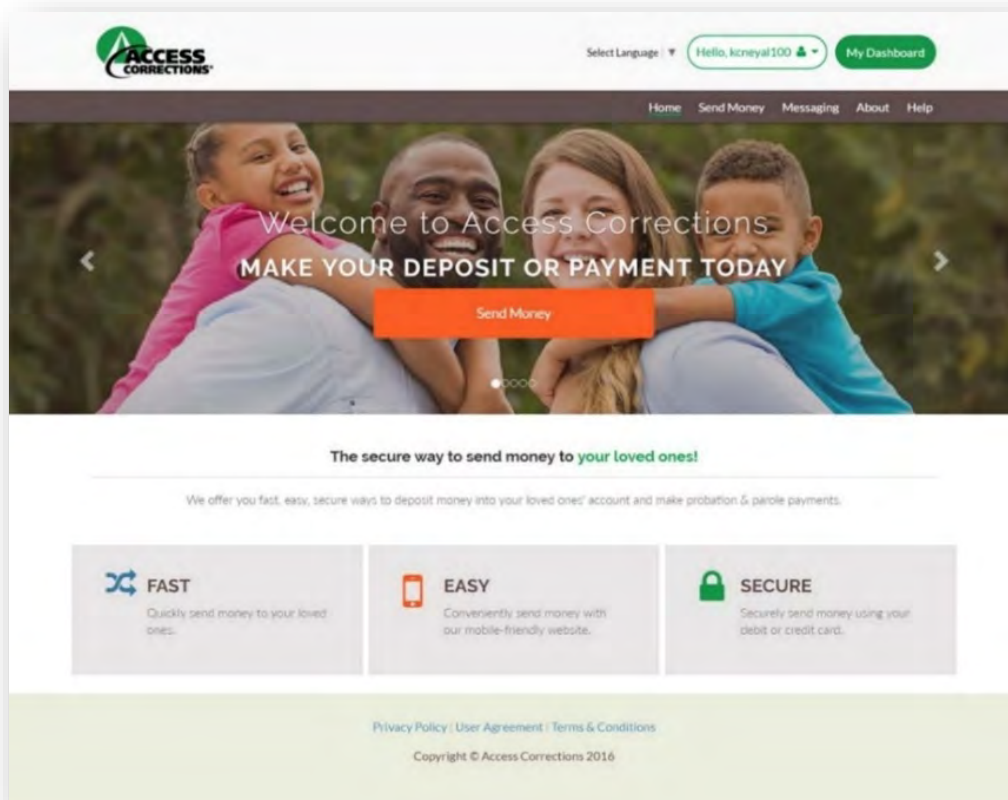 ACCESS
CORRECTIONS®
Select Language ▼
Hello, kcneyal100
My Dashboard
Home Send Money Messaging About Help
Welcome to Access Corrections
MAKE YOUR DEPOSIT OR PAYMENT TODAY
Send Money
The secure way to send money to your loved ones!
We offer you fast, easy, secure ways to deposit money into your loved ones' account and make probation & parole payments.
FAST
Quickly send money to your loved
ones.
EASY
Conveniently send money with
our mobile-friendly website.
SECURE
Securely send money using your
debit or credit card.
Privacy Policy | User Agreement | Terms & Conditions
Copyright © Access Corrections 2016